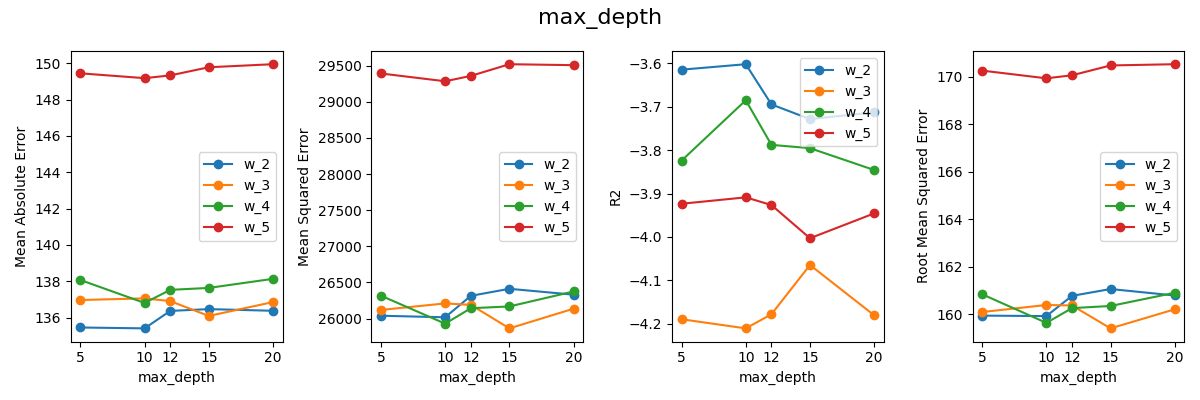 max_depth
Mean Absolute Error
150
148
146
144
142
140
138
136
5 10 12 15 20
max_depth
w_2
w_3
w_4
w_5
Mean Squared Error
29500
29000
28500
28000
27500
27000
26500
26000
5 10 12 15 20
max_depth
w_2
w_3
w_4
w_5
R2
−3.6
−3.7
−3.8
−3.9
−4.0
−4.1
−4.2
5 10 12 15 20
max_depth
w_2
w_3
w_4
w_5
Root Mean Squared Error
170
168
166
164
162
160
5 10 12 15 20
max_depth
w_2
w_3
w_4
w_5